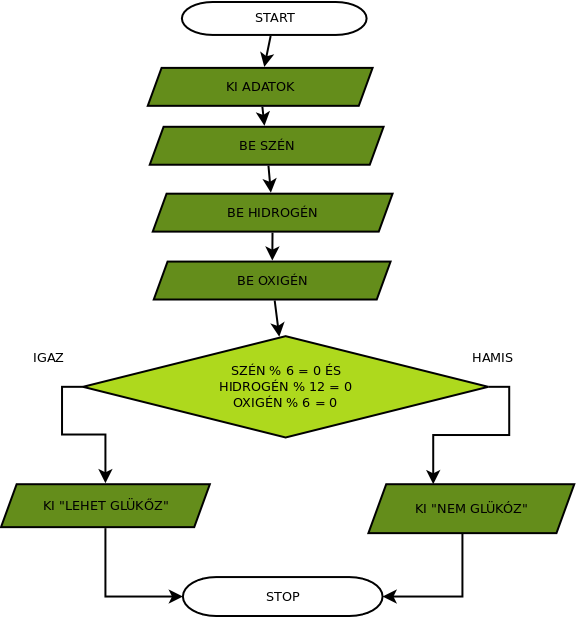 START
KI ADATOK
BE SZÉN
BE HIDROGÉN
BE OXIGÉN
IGAZ
HAMIS
SZÉN % 6 = 0 ÉS
HIDROGÉN % 12 = 0
OXIGÉN % 6 = 0
KI "LEHET GLÜKŐZ"
KI "NEM GLÜKÓZ"
STOP